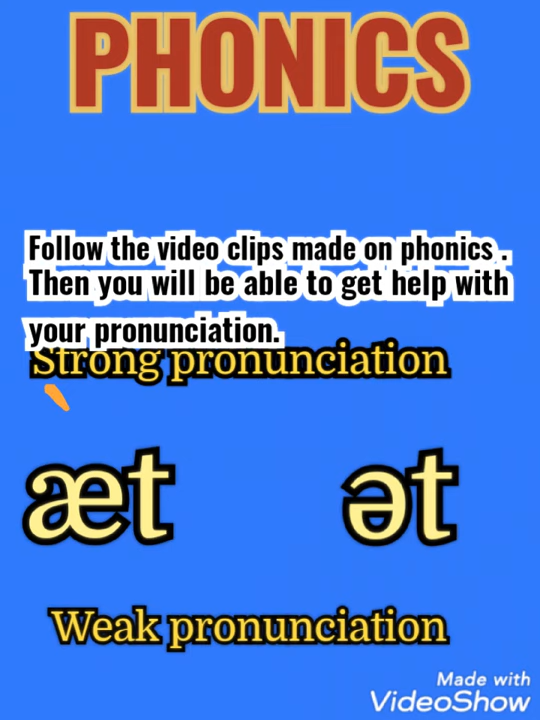 PHONICS
Follow the video clips made on phonics .
Then you will be able to get help with
your pronunciation.
Strong pronunciation
æt ət
Weak pronunciation
Made with
VideoShow